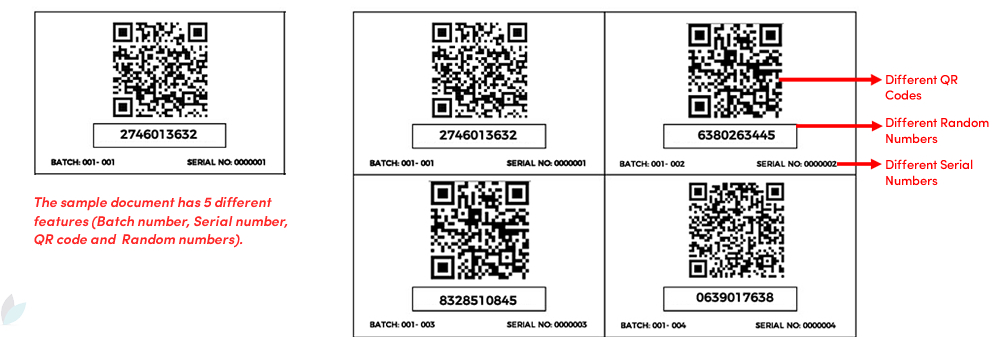 2746013632
BATCH: 001- 001 SERIAL NO: 0000001
The sample document has 5 different
features (Batch number, Serial number,
QR code and Random numbers).
2746013632
BATCH: 001- 001 SERIAL NO: 0000001
6380263445
BATCH: 001- 002 SERIAL NO: 0000002
Different QR
Codes
Different Random
Numbers
Different Serial
Numbers
8328510845
BATCH: 001- 003 SERIAL NO: 0000003
0639017638
BATCH: 001- 004 SERIAL NO: 0000004